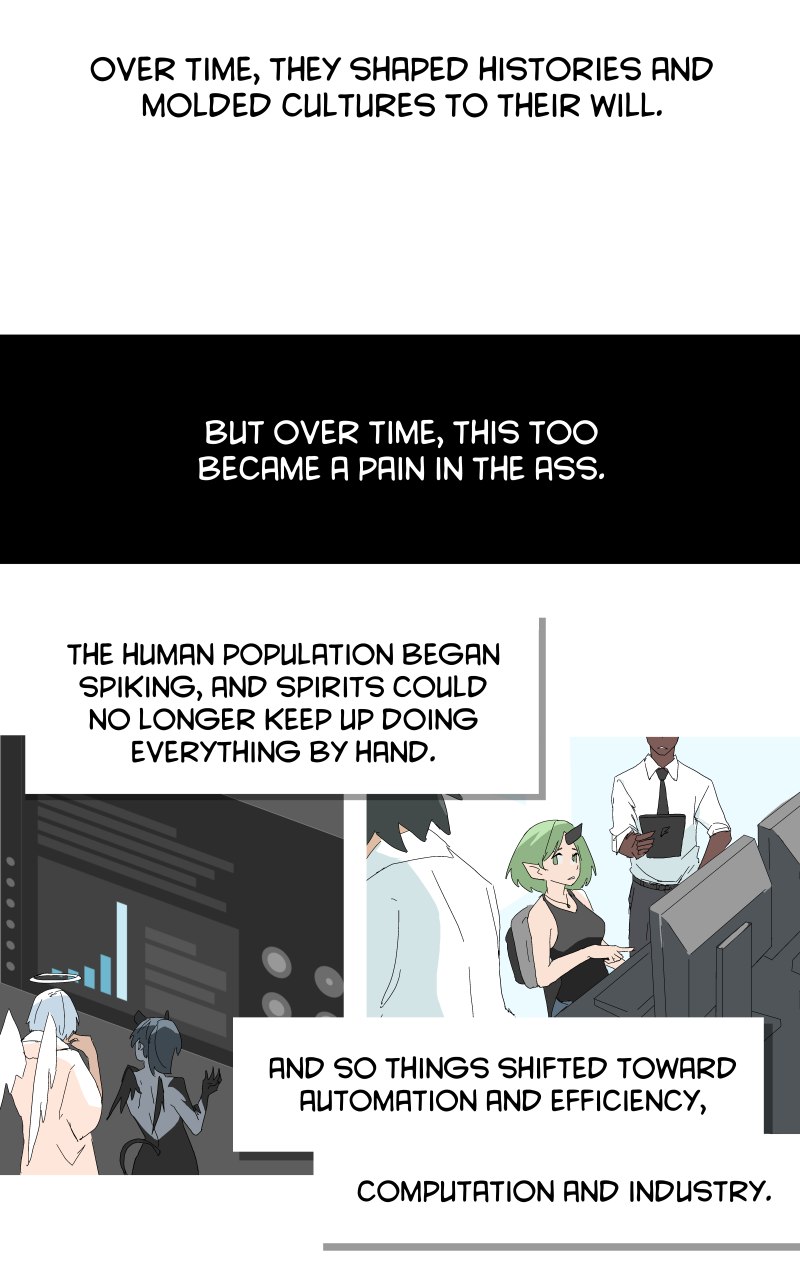 OVER TIME, THEY SHAPED HISTORIES AND
MOLDED CULTURES TO THEIR WILL.
BUT OVER TIME, THIS TOO
BECAME A PAIN IN THE ASS.
THE HUMAN POPULATION BEGAN
SPIKING, AND SPIRITS COULD
NO LONGER KEEP UP DOING
EVERYTHING BY HAND.
AND SO THINGS SHIFTED TOWARD
AUTOMATION AND EFFICIENCY,
COMPUTATION AND INDUSTRY.